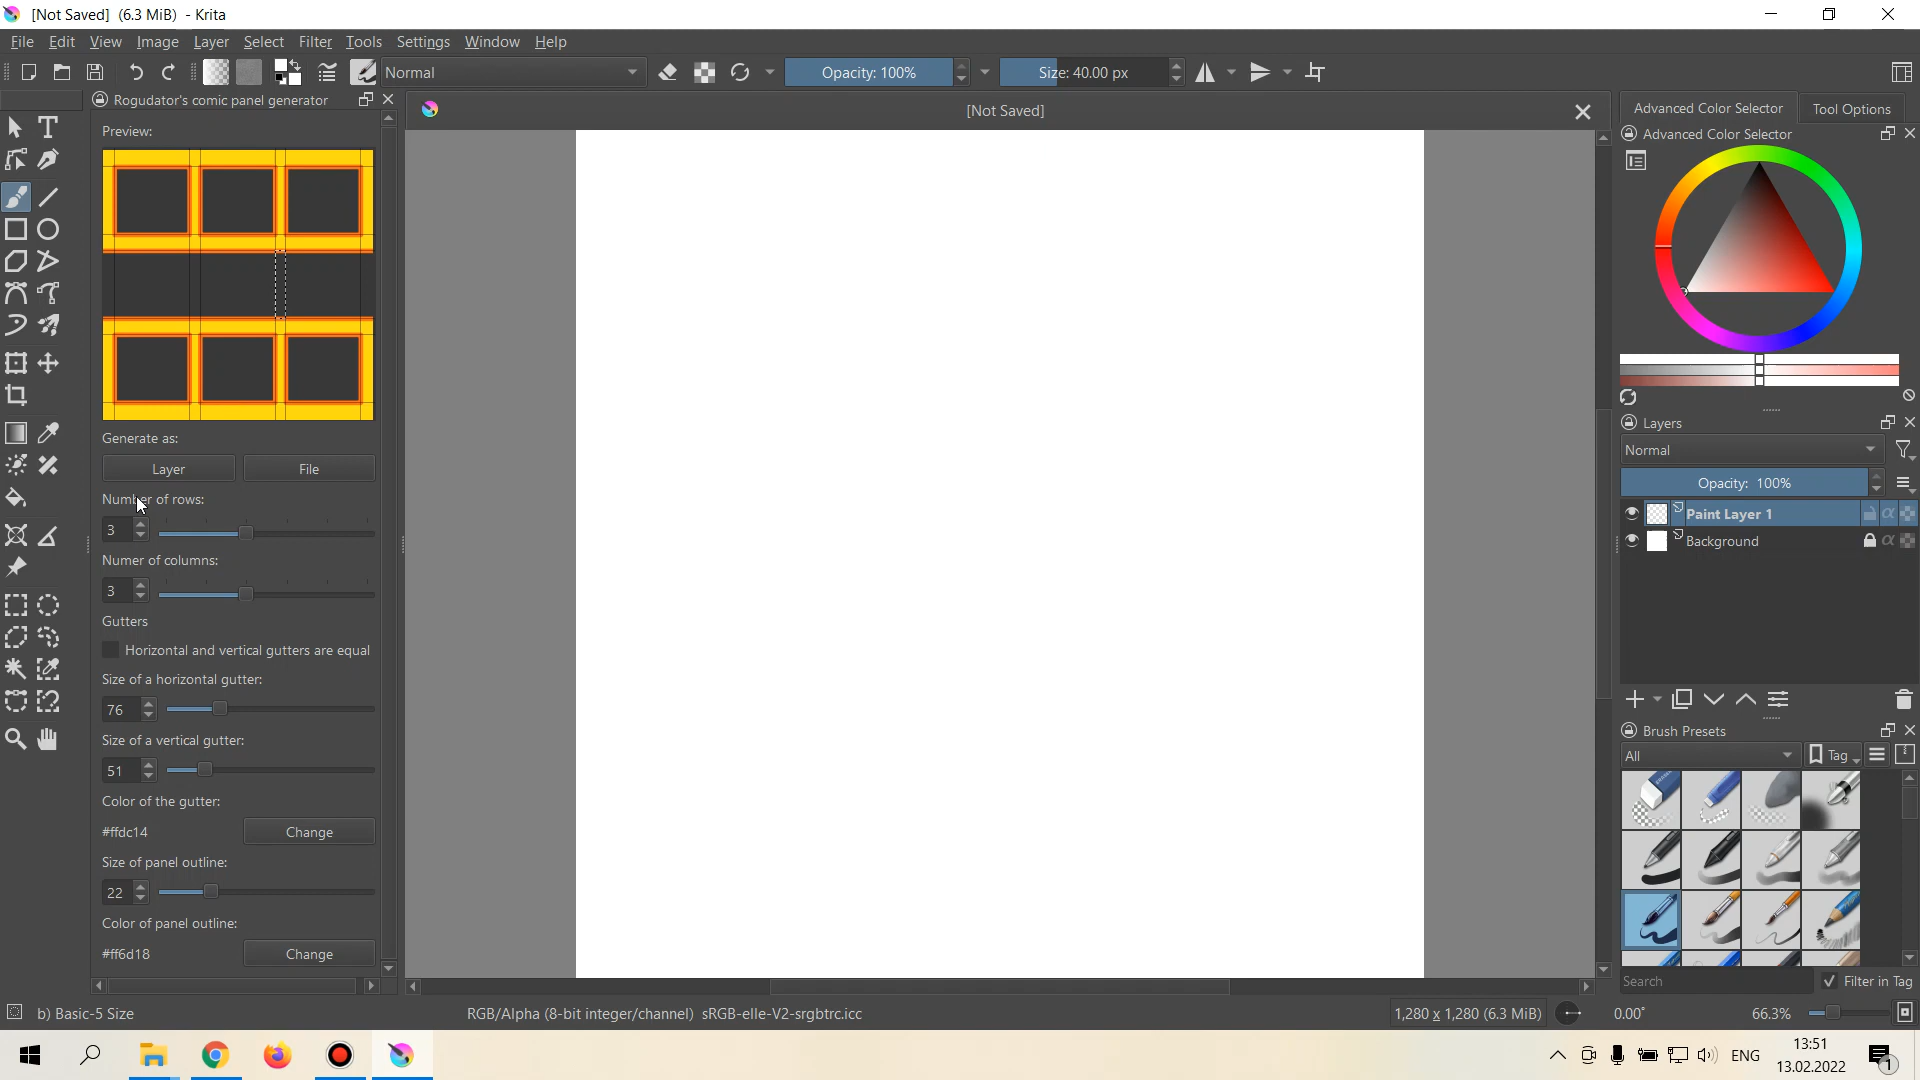 [Not Saved]  (6.3 MiB)  - Krita
File Edit View Image Layer Select Filter Tools Settings Window Help
Normal
Opacity: 100%
Size: 40.00 px
Rogudator's comic panel generator
[Not Saved]
Preview:
Generate as:
Layer
File
Number of rows:
3
Numer of columns:
3
Gutters
Horizontal and vertical gutters are equal
Size of a horizontal gutter:
76
Size of a vertical gutter:
51
Color of the gutter:
#ffdc14
Change
Size of panel outline:
22
Color of panel outline:
#ff6d18
Change
Advanced Color Selector
Tool Options
Advanced Color Selector
Layers
Normal
Opacity:  100%
Paint Layer 1
Background
Brush Presets
All
Tag
Search
Filter in Tag
b) Basic-5 Size
RGB/Alpha (8-bit integer/channel)  sRGB-elle-V2-srgbtrc.icc
1,280 x 1,280 (6.3 MiB)
0.00°
66.3%
ENG
13:51
13.02.2022
1